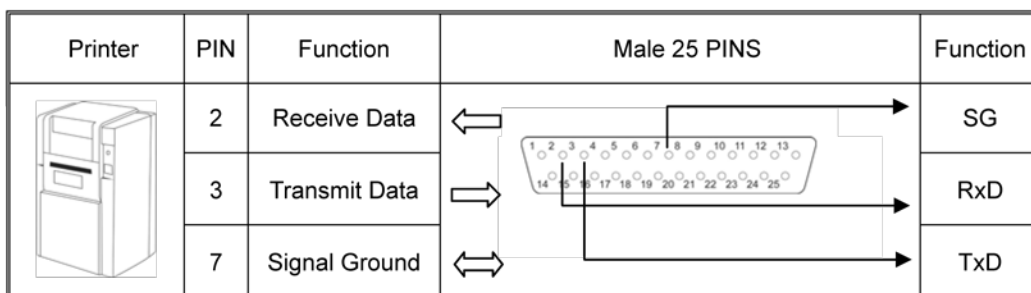 Printer PIN Function Male 25 PINS Function
2 Receive Data SG
1 2 3 4 5 6 7 8 9 10 11 12 13
3 Transmit Data RxD
14 15 16 17 18 19 20 21 22 23 24 25
7 Signal Ground TxD